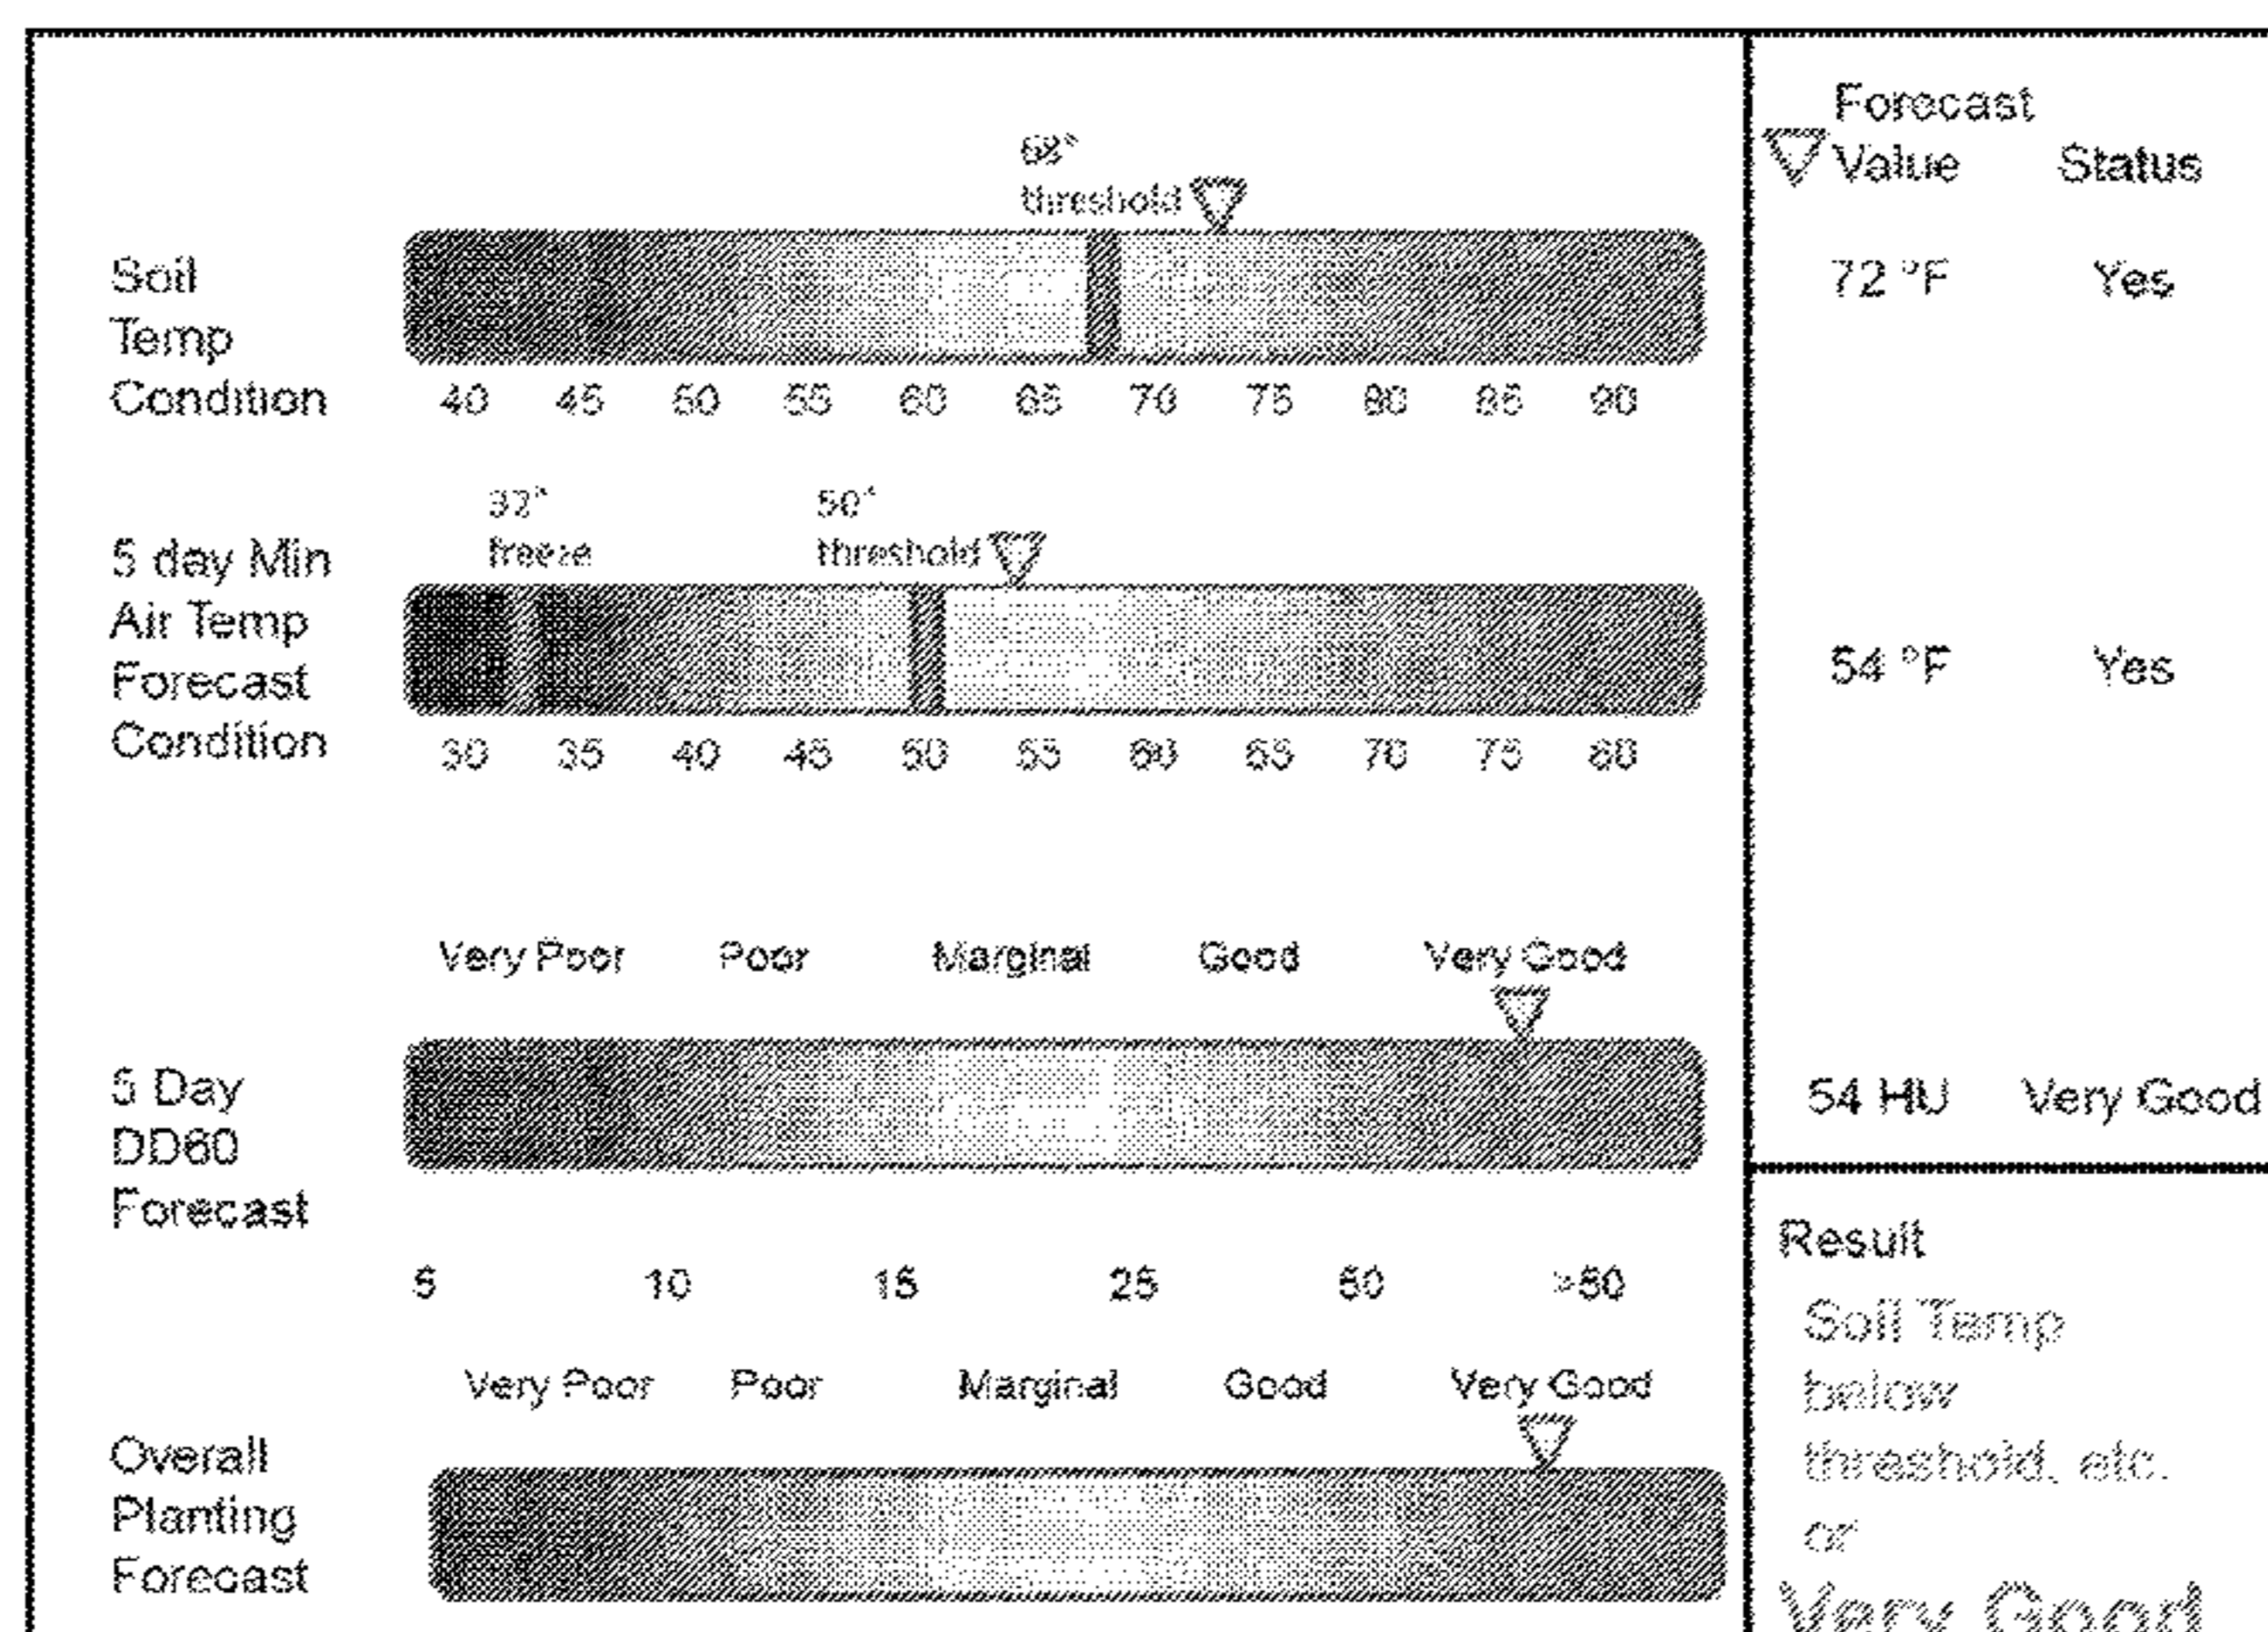 Forecast
Value Status
68°
threshold
Soil
Temp
Condition
72 °F Yes
40 45 50 55 60 65 70 75 80 85 90
32°
freeze
50°
threshold
5 day Min
Air Temp
Forecast
Condition
54 °F Yes
30 35 40 45 50 55 60 65 70 75 80
Very Poor Poor Marginal Good Very Good
5 Day
DD60
Forecast
54 HU Very Good
5 10 15 25 50 >50
Very Poor Poor Marginal Good Very Good
Overall
Planting
Forecast
Result
Soil Temp
below
threshold, etc.
or
Very Good